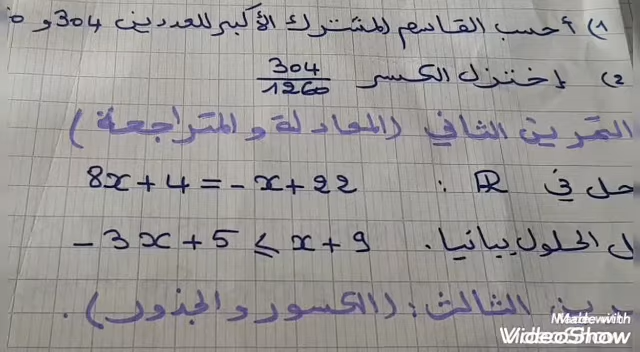 1) أحسب القاسم المشترك الأكبر للعددين 304 و
2) إختزل الكسر 304/1260
التمرين الثاني (المعادلة والمتراجحة)
حل في ℝ : 8x + 4 = -x + 22
الحلول بيانيا. -3x + 5 ⩽ x + 9
الثالث: (الكسور والجذور).
Made with
VideoShow